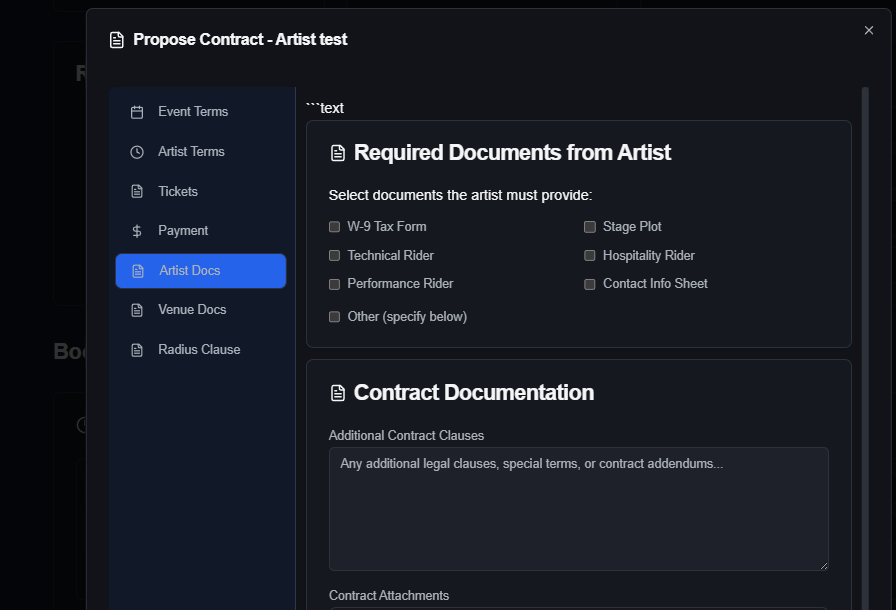 Propose Contract - Artist test
Event Terms
Artist Terms
Tickets
Payment
Artist Docs
Venue Docs
Radius Clause
```text
Required Documents from Artist
Select documents the artist must provide:
W-9 Tax Form
Stage Plot
Technical Rider
Hospitality Rider
Performance Rider
Contact Info Sheet
Other (specify below)
Contract Documentation
Additional Contract Clauses
Any additional legal clauses, special terms, or contract addendums...
Contract Attachments